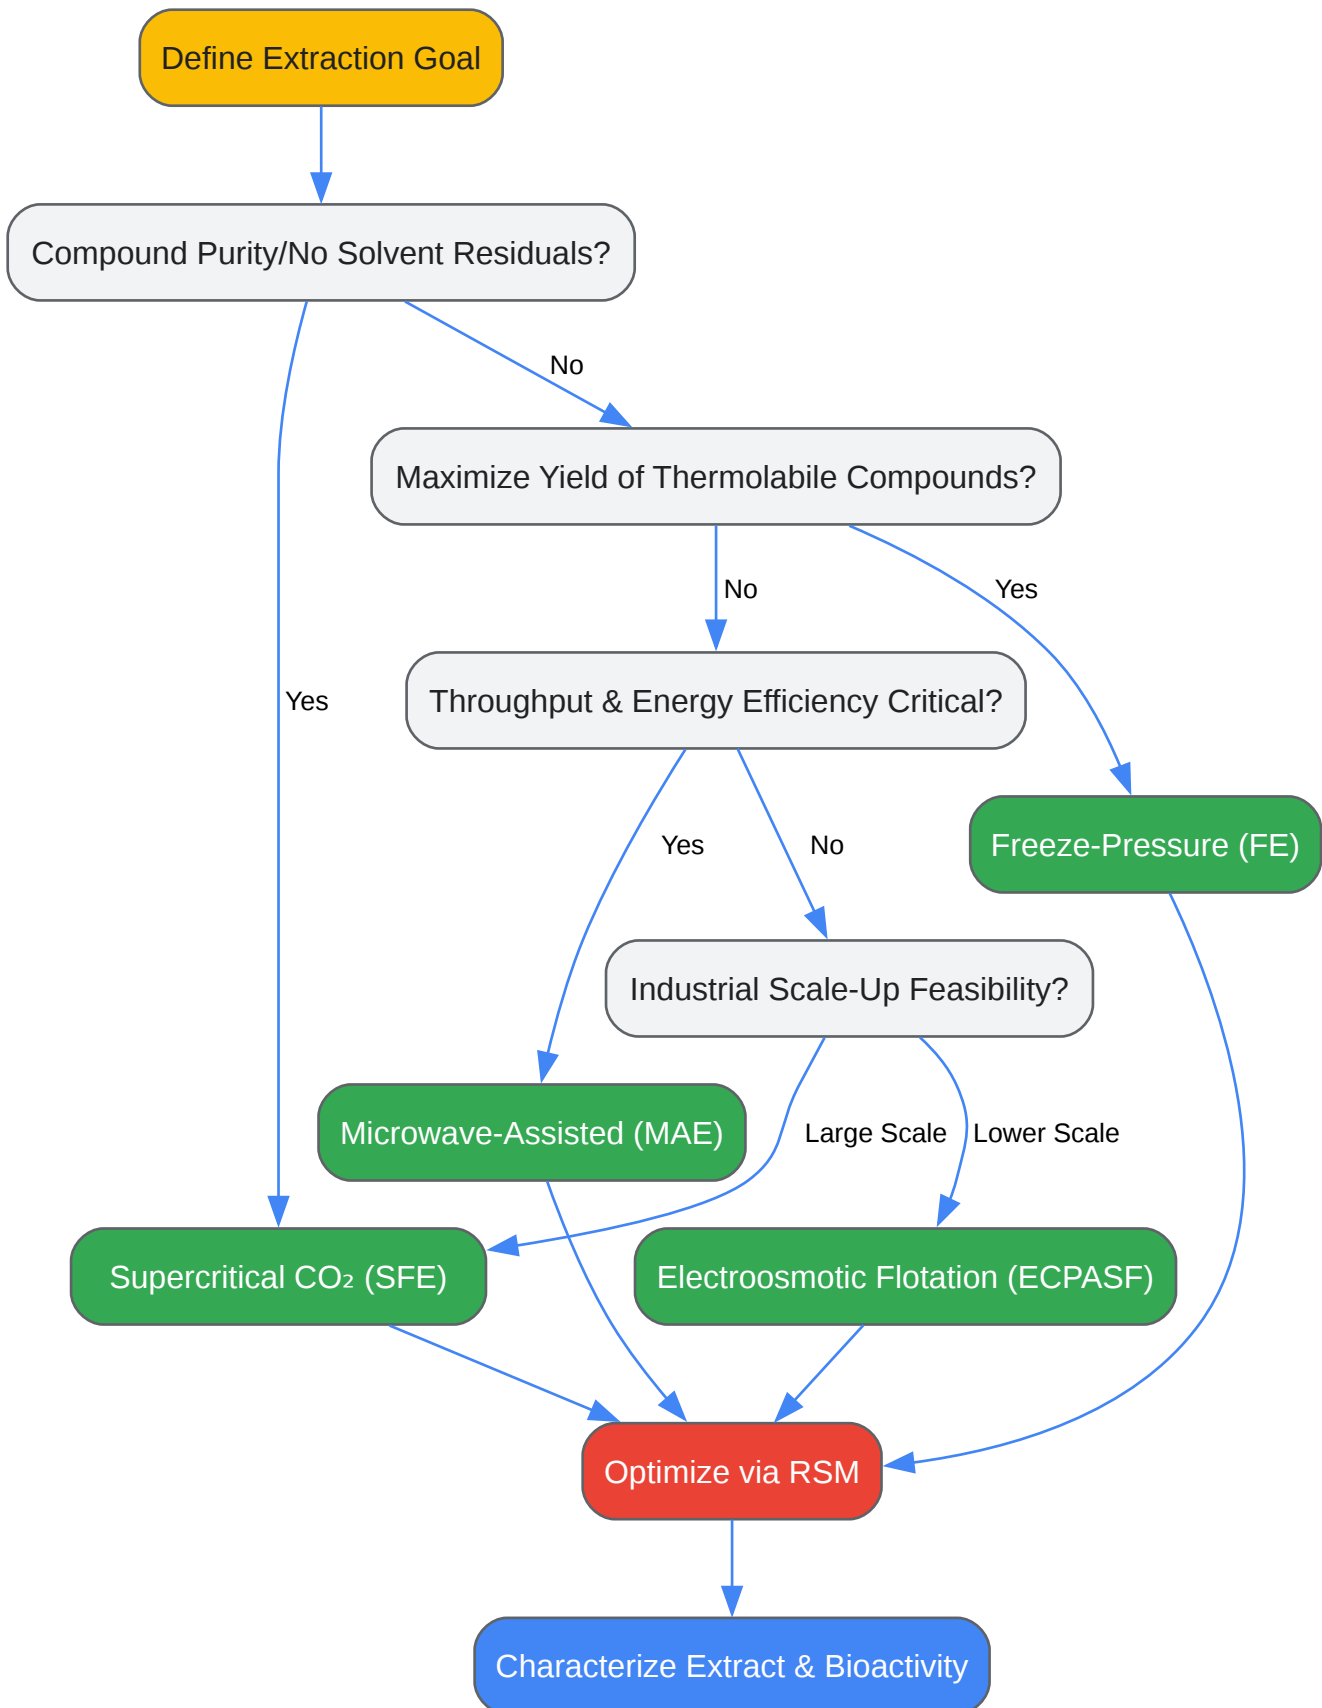 Define Extraction Goal
Compound Purity/No Solvent Residuals?
No
Maximize Yield of Thermolabile Compounds?
No
Yes
Throughput & Energy Efficiency Critical?
Yes
Yes
No
Freeze-Pressure (FE)
Industrial Scale-Up Feasibility?
Microwave-Assisted (MAE)
Large Scale
Lower Scale
Supercritical CO₂ (SFE)
Electroosmotic Flotation (ECPASF)
Optimize via RSM
Characterize Extract & Bioactivity